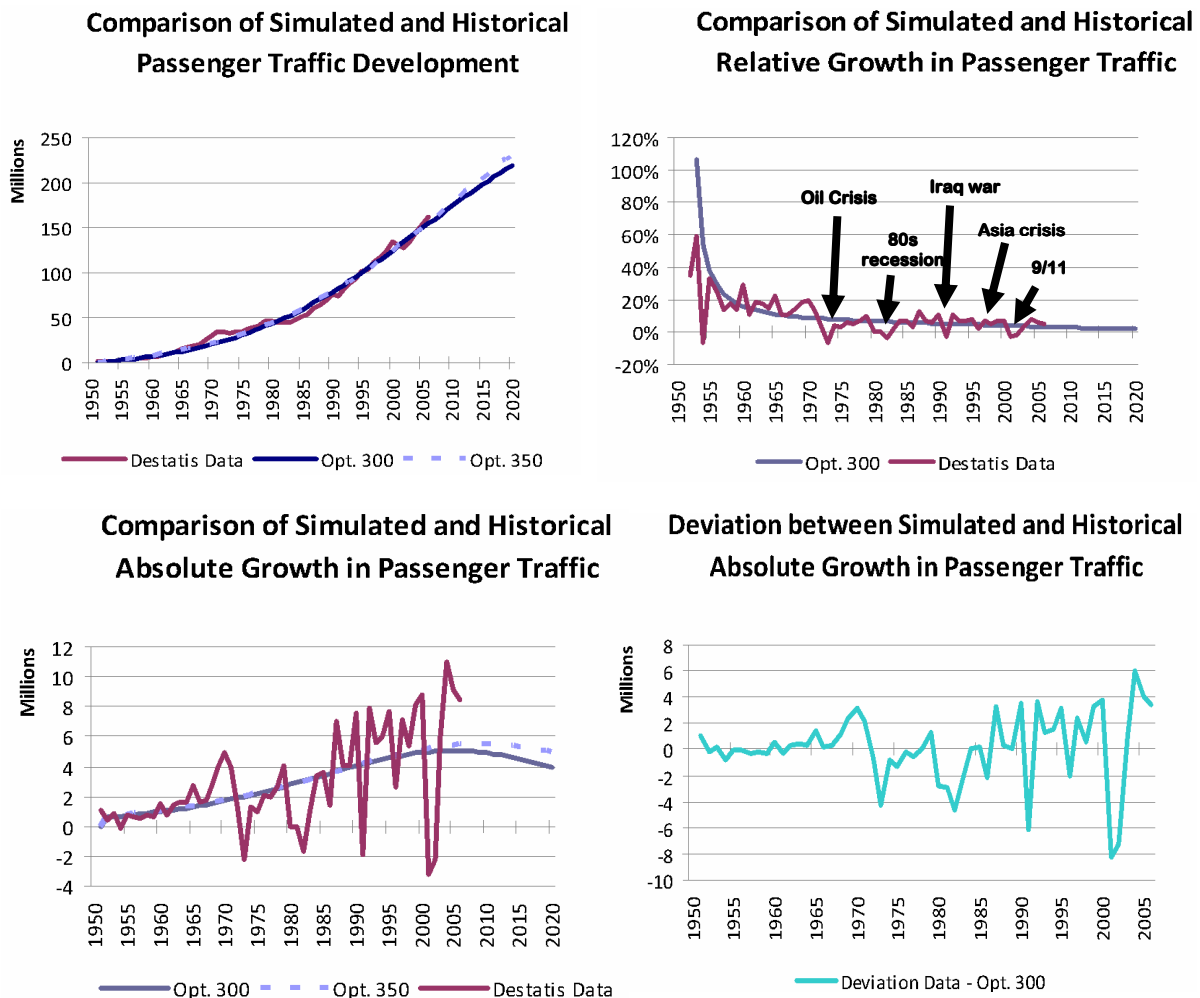 Comparison of Simulated and Historical
Passenger Traffic Development
Millions
250
200
150
100
50
0
1950 1955 1960 1965 1970 1975 1980 1985 1990 1995 2000 2005 2010 2015 2020
Destatis Data Opt. 300 Opt. 350
Comparison of Simulated and Historical
Relative Growth in Passenger Traffic
120%
100%
80%
60%
40%
20%
0%
-20%
Oil Crisis
80s
recession
Iraq war
Asia crisis
9/11
1950 1955 1960 1965 1970 1975 1980 1985 1990 1995 2000 2005 2010 2015 2020
Opt. 300 Destatis Data
Comparison of Simulated and Historical
Absolute Growth in Passenger Traffic
Millions
12
10
8
6
4
2
0
-2
-4
1950 1955 1960 1965 1970 1975 1980 1985 1990 1995 2000 2005 2010 2015 2020
Opt. 300 Opt. 350 Destatis Data
Deviation between Simulated and Historical
Absolute Growth in Passenger Traffic
Millions
8
6
4
2
0
-2
-4
-6
-8
-10
1950 1955 1960 1965 1970 1975 1980 1985 1990 1995 2000 2005
Deviation Data - Opt. 300